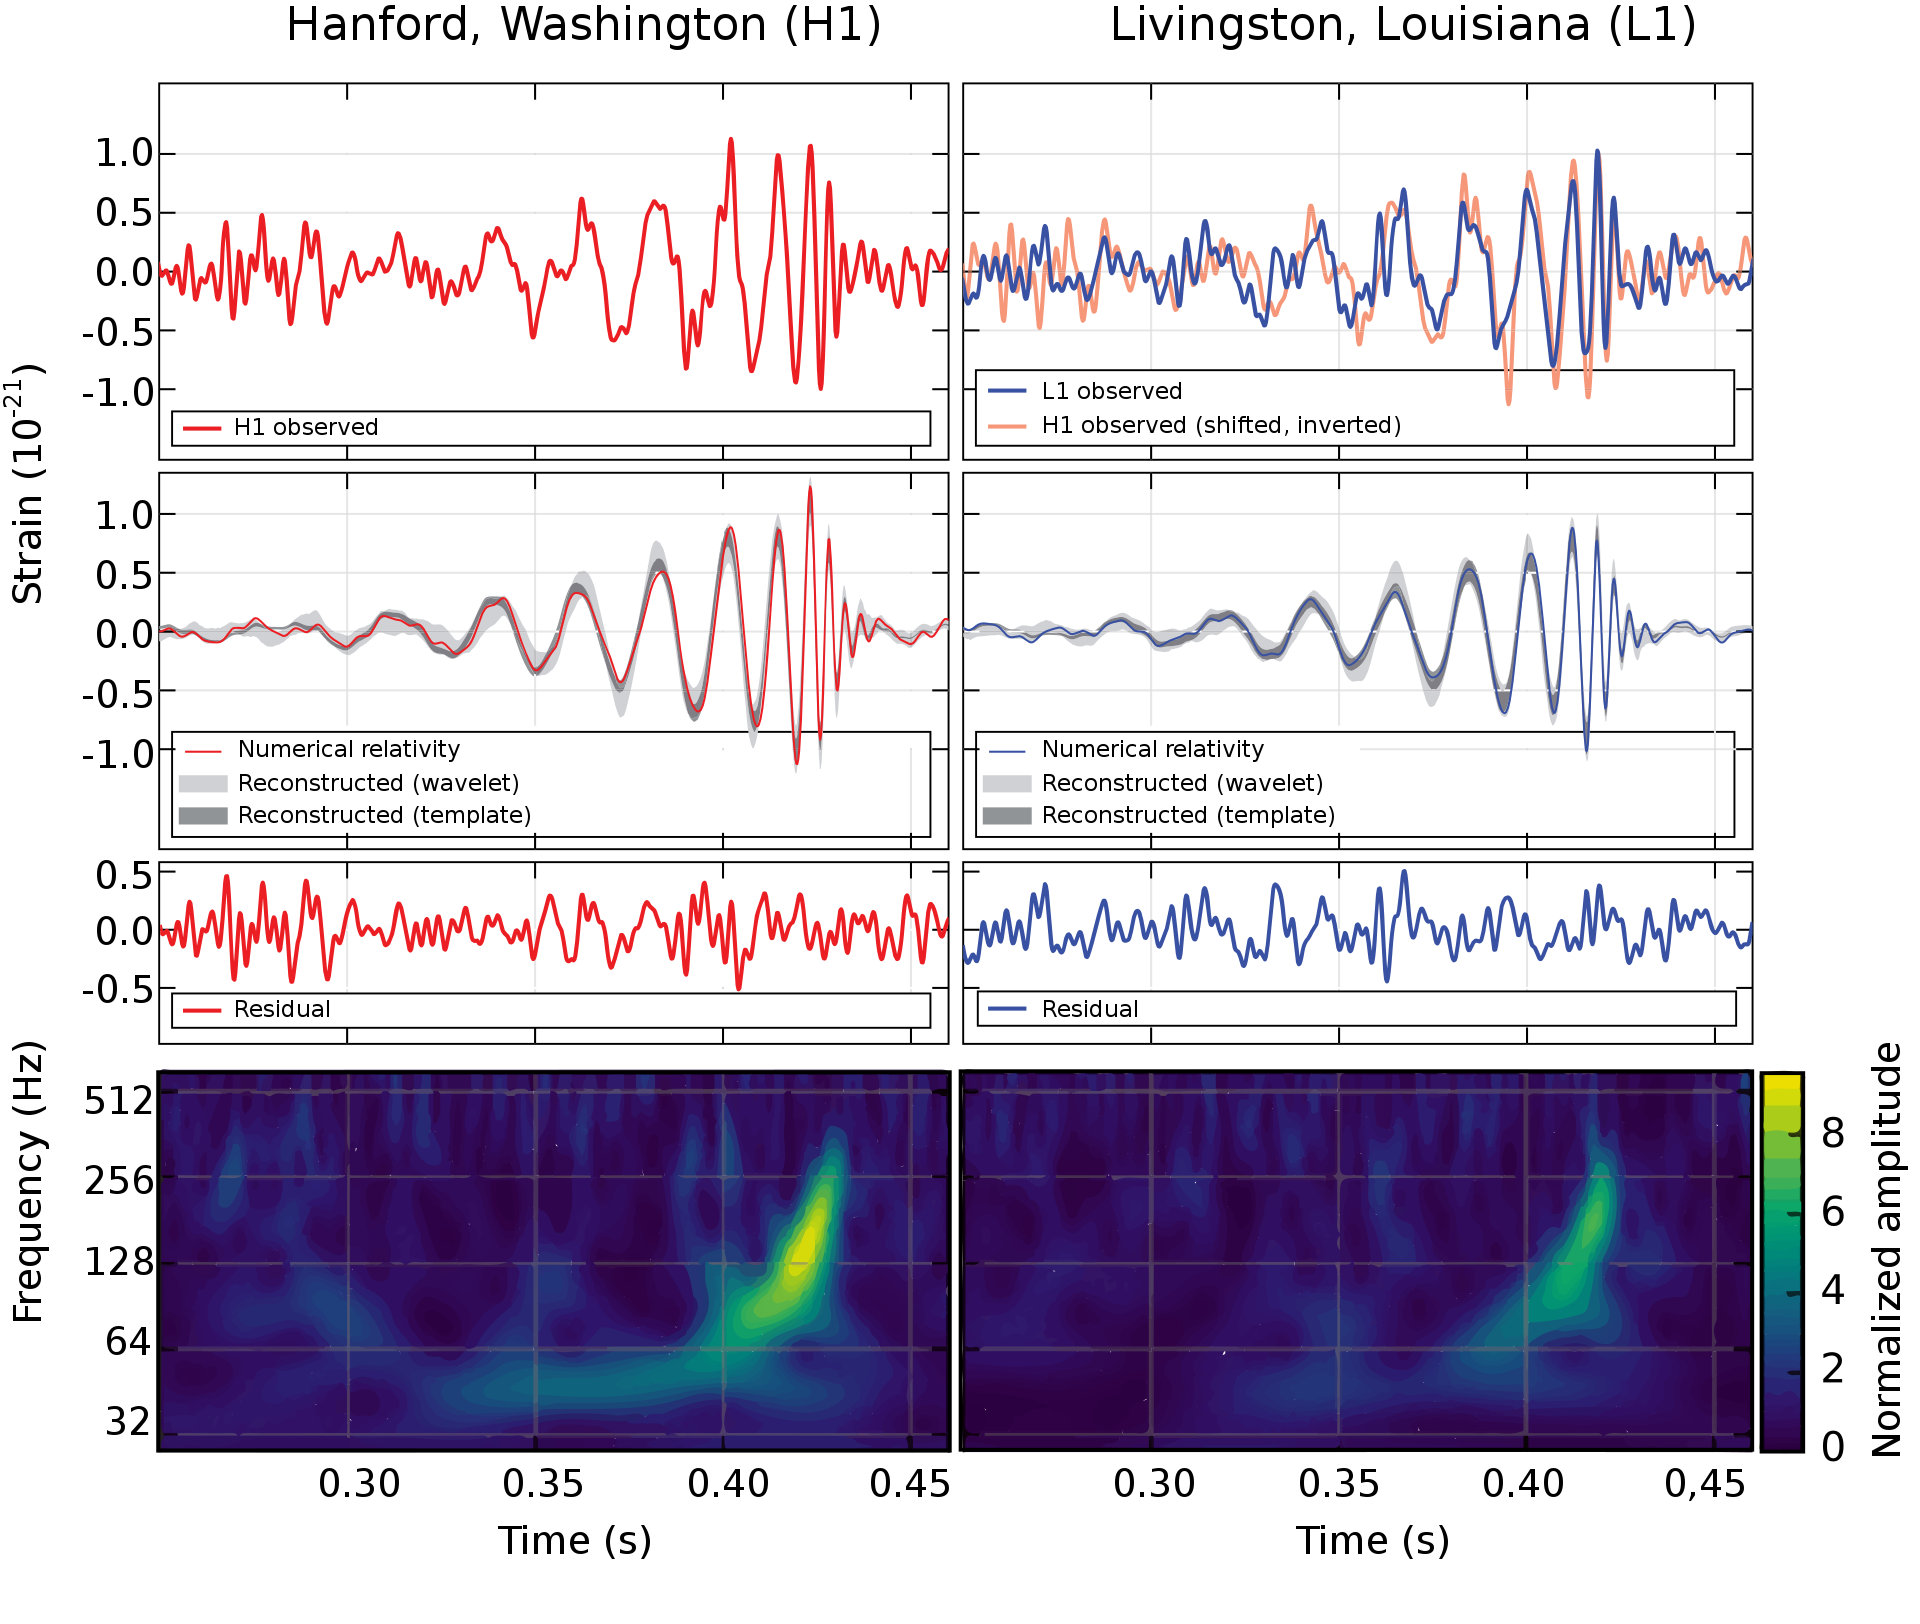 Hanford, Washington (H1)
Livingston, Louisiana (L1)
Strain (10-21)
1.0
0.5
0.0
-0.5
-1.0
H1 observed
L1 observed
H1 observed (shifted, inverted)
1.0
0.5
0.0
-0.5
-1.0
Numerical relativity
Reconstructed (wavelet)
Reconstructed (template)
Numerical relativity
Reconstructed (wavelet)
Reconstructed (template)
0.5
0.0
-0.5
Residual
Residual
Frequency (Hz)
512
256
128
64
32
8
6
4
2
0
Normalized amplitude
0.30 0.35 0.40 0.45
0.30 0.35 0.40 0,45
Time (s)
Time (s)